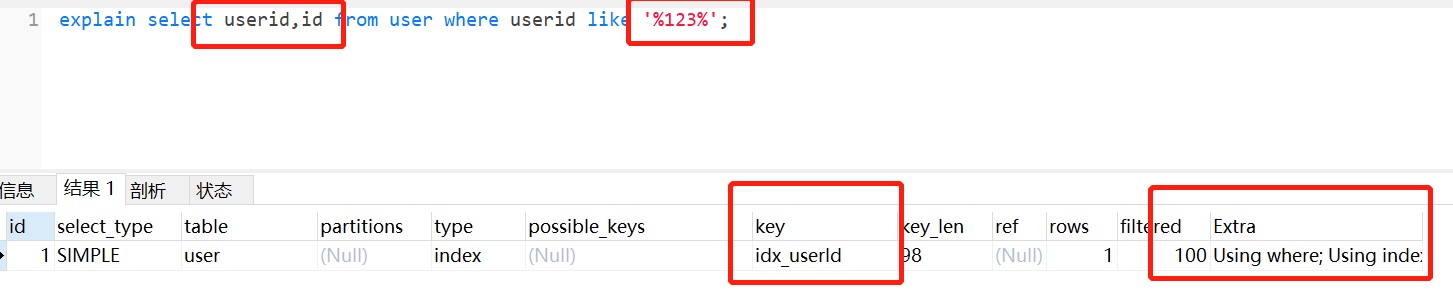 1 explain select userid,id from user where userid like '%123%';
信息 结果 1 剖析 状态
id select_type table partitions type possible_keys key key_len ref rows filtered Extra
1 SIMPLE user (Null) index (Null) idx_userId 98 (Null) 1 100 Using where; Using index